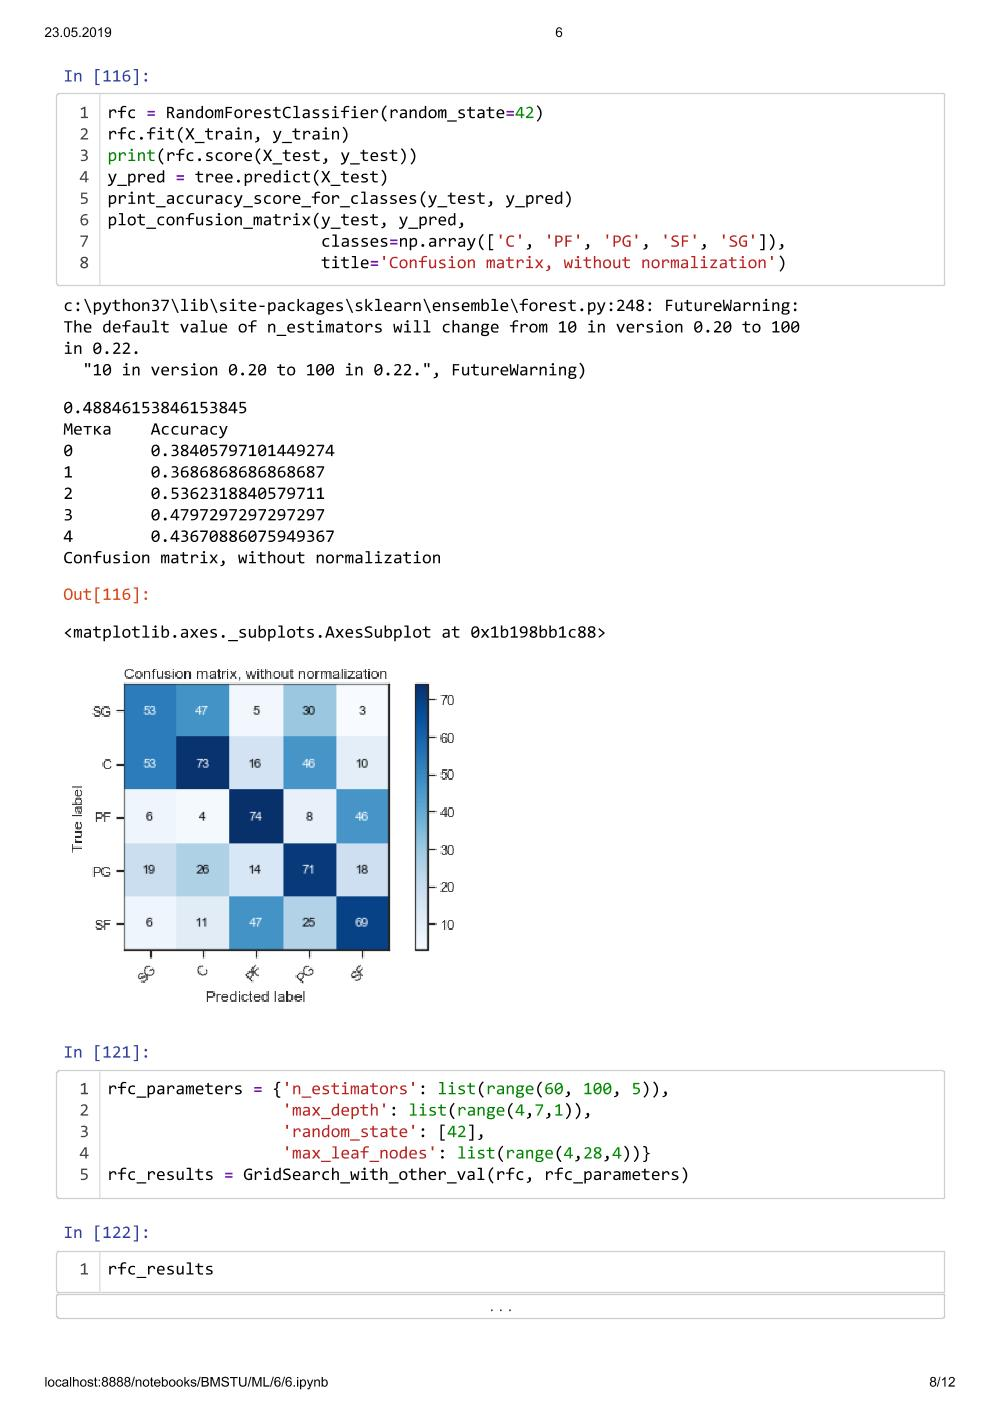 23.05.2019 6
In [116]:
1 rfc = RandomForestClassifier(random_state=42)
2 rfc.fit(X_train, y_train)
3 print(rfc.score(X_test, y_test))
4 y_pred = tree.predict(X_test)
5 print_accuracy_score_for_classes(y_test, y_pred)
6 plot_confusion_matrix(y_test, y_pred,
7 classes=np.array(['C', 'PF', 'PG', 'SF', 'SG']),
8 title='Confusion matrix, without normalization')
c:\python37\lib\site-packages\sklearn\ensemble\forest.py:248: FutureWarning:
The default value of n_estimators will change from 10 in version 0.20 to 100
in 0.22.
"10 in version 0.20 to 100 in 0.22.", FutureWarning)
0.48846153846153845
Метка Accuracy
0 0.38405797101449274
1 0.3686868686868687
2 0.5362318840579711
3 0.4797297297297297
4 0.43670886075949367
Confusion matrix, without normalization
Out[116]:
<matplotlib.axes._subplots.AxesSubplot at 0x1b198bb1c88>
Confusion matrix, without normalization
SG 53 47 5 30 3
C 53 73 16 46 10
PF 6 4 74 8 46
PG 19 26 14 71 18
SF 6 11 47 25 69
True label
SG C PF PG SF
Predicted label
70
60
50
40
30
20
10
In [121]:
1 rfc_parameters = {'n_estimators': list(range(60, 100, 5)),
2 'max_depth': list(range(4,7,1)),
3 'random_state': [42],
4 'max_leaf_nodes': list(range(4,28,4))}
5 rfc_results = GridSearch_with_other_val(rfc, rfc_parameters)
In [122]:
1 rfc_results
...
localhost:8888/notebooks/BMSTU/ML/6/6.ipynb 8/12